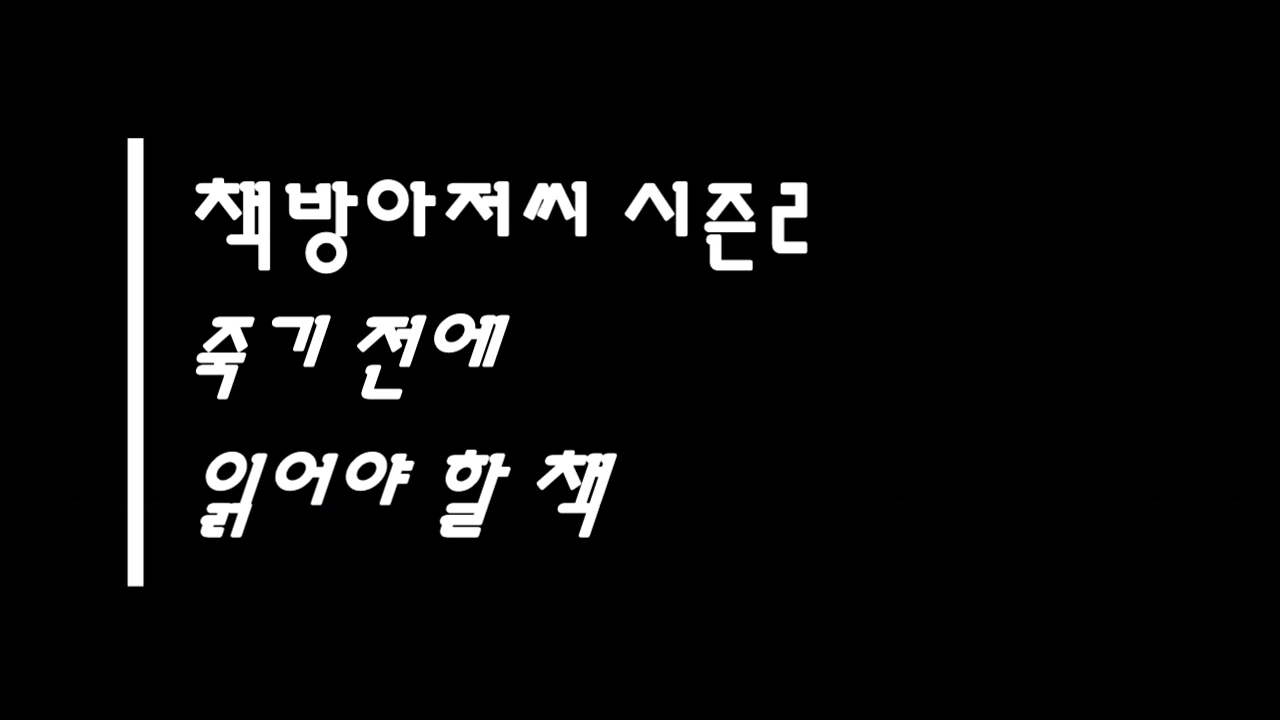 책방아저씨 시즌2
죽기 전에
읽어야 할 책